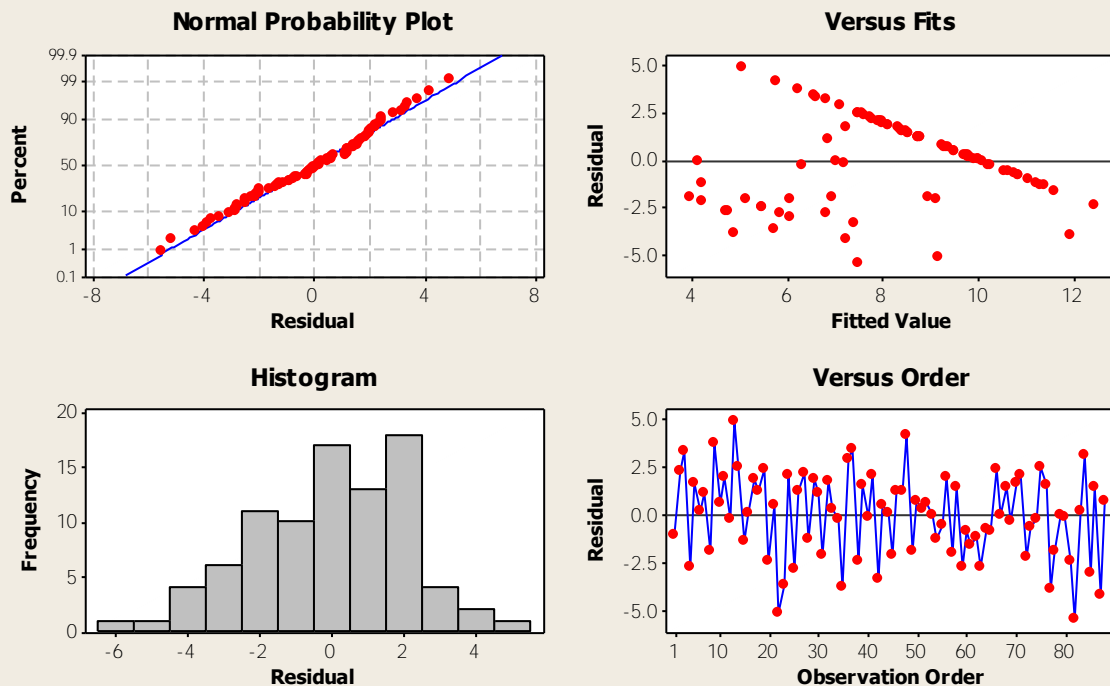 Normal Probability Plot
99.9
99
90
50
10
1
0.1
Percent
-8 -4 0 4 8
Residual
Versus Fits
5.0
2.5
0.0
-2.5
-5.0
Residual
4 6 8 10 12
Fitted Value
Histogram
20
15
10
5
0
Frequency
-6 -4 -2 0 2 4
Residual
Versus Order
5.0
2.5
0.0
-2.5
-5.0
Residual
1 10 20 30 40 50 60 70 80
Observation Order